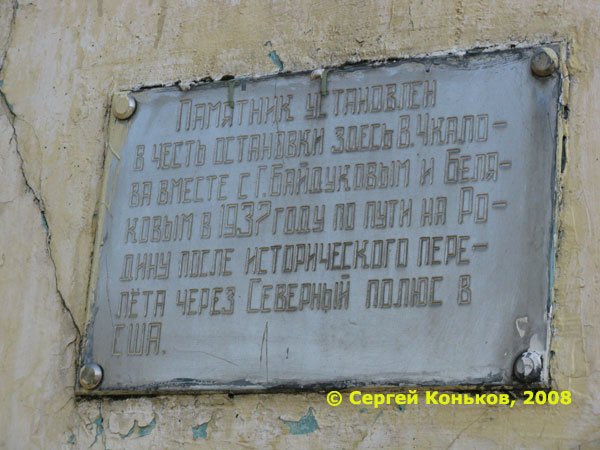 Памятник установлен
в честь остановки здесь В. Чкало-
ва вместе с Г. Байдуковым и Беля-
ковым в 1937 году по пути на Ро-
дину после исторического пере-
лёта через Северный полюс в
США.
© Сергей Коньков, 2008